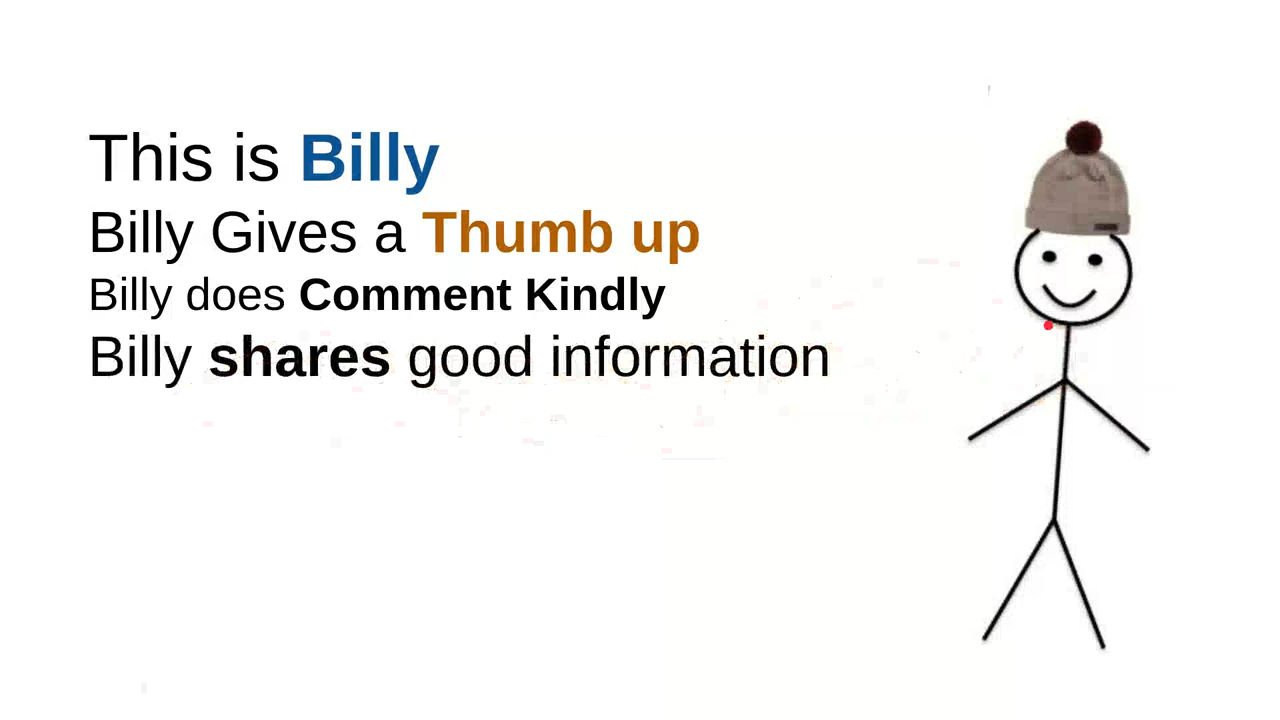 This is Billy
Billy Gives a Thumb up
Billy does Comment Kindly
Billy shares good information